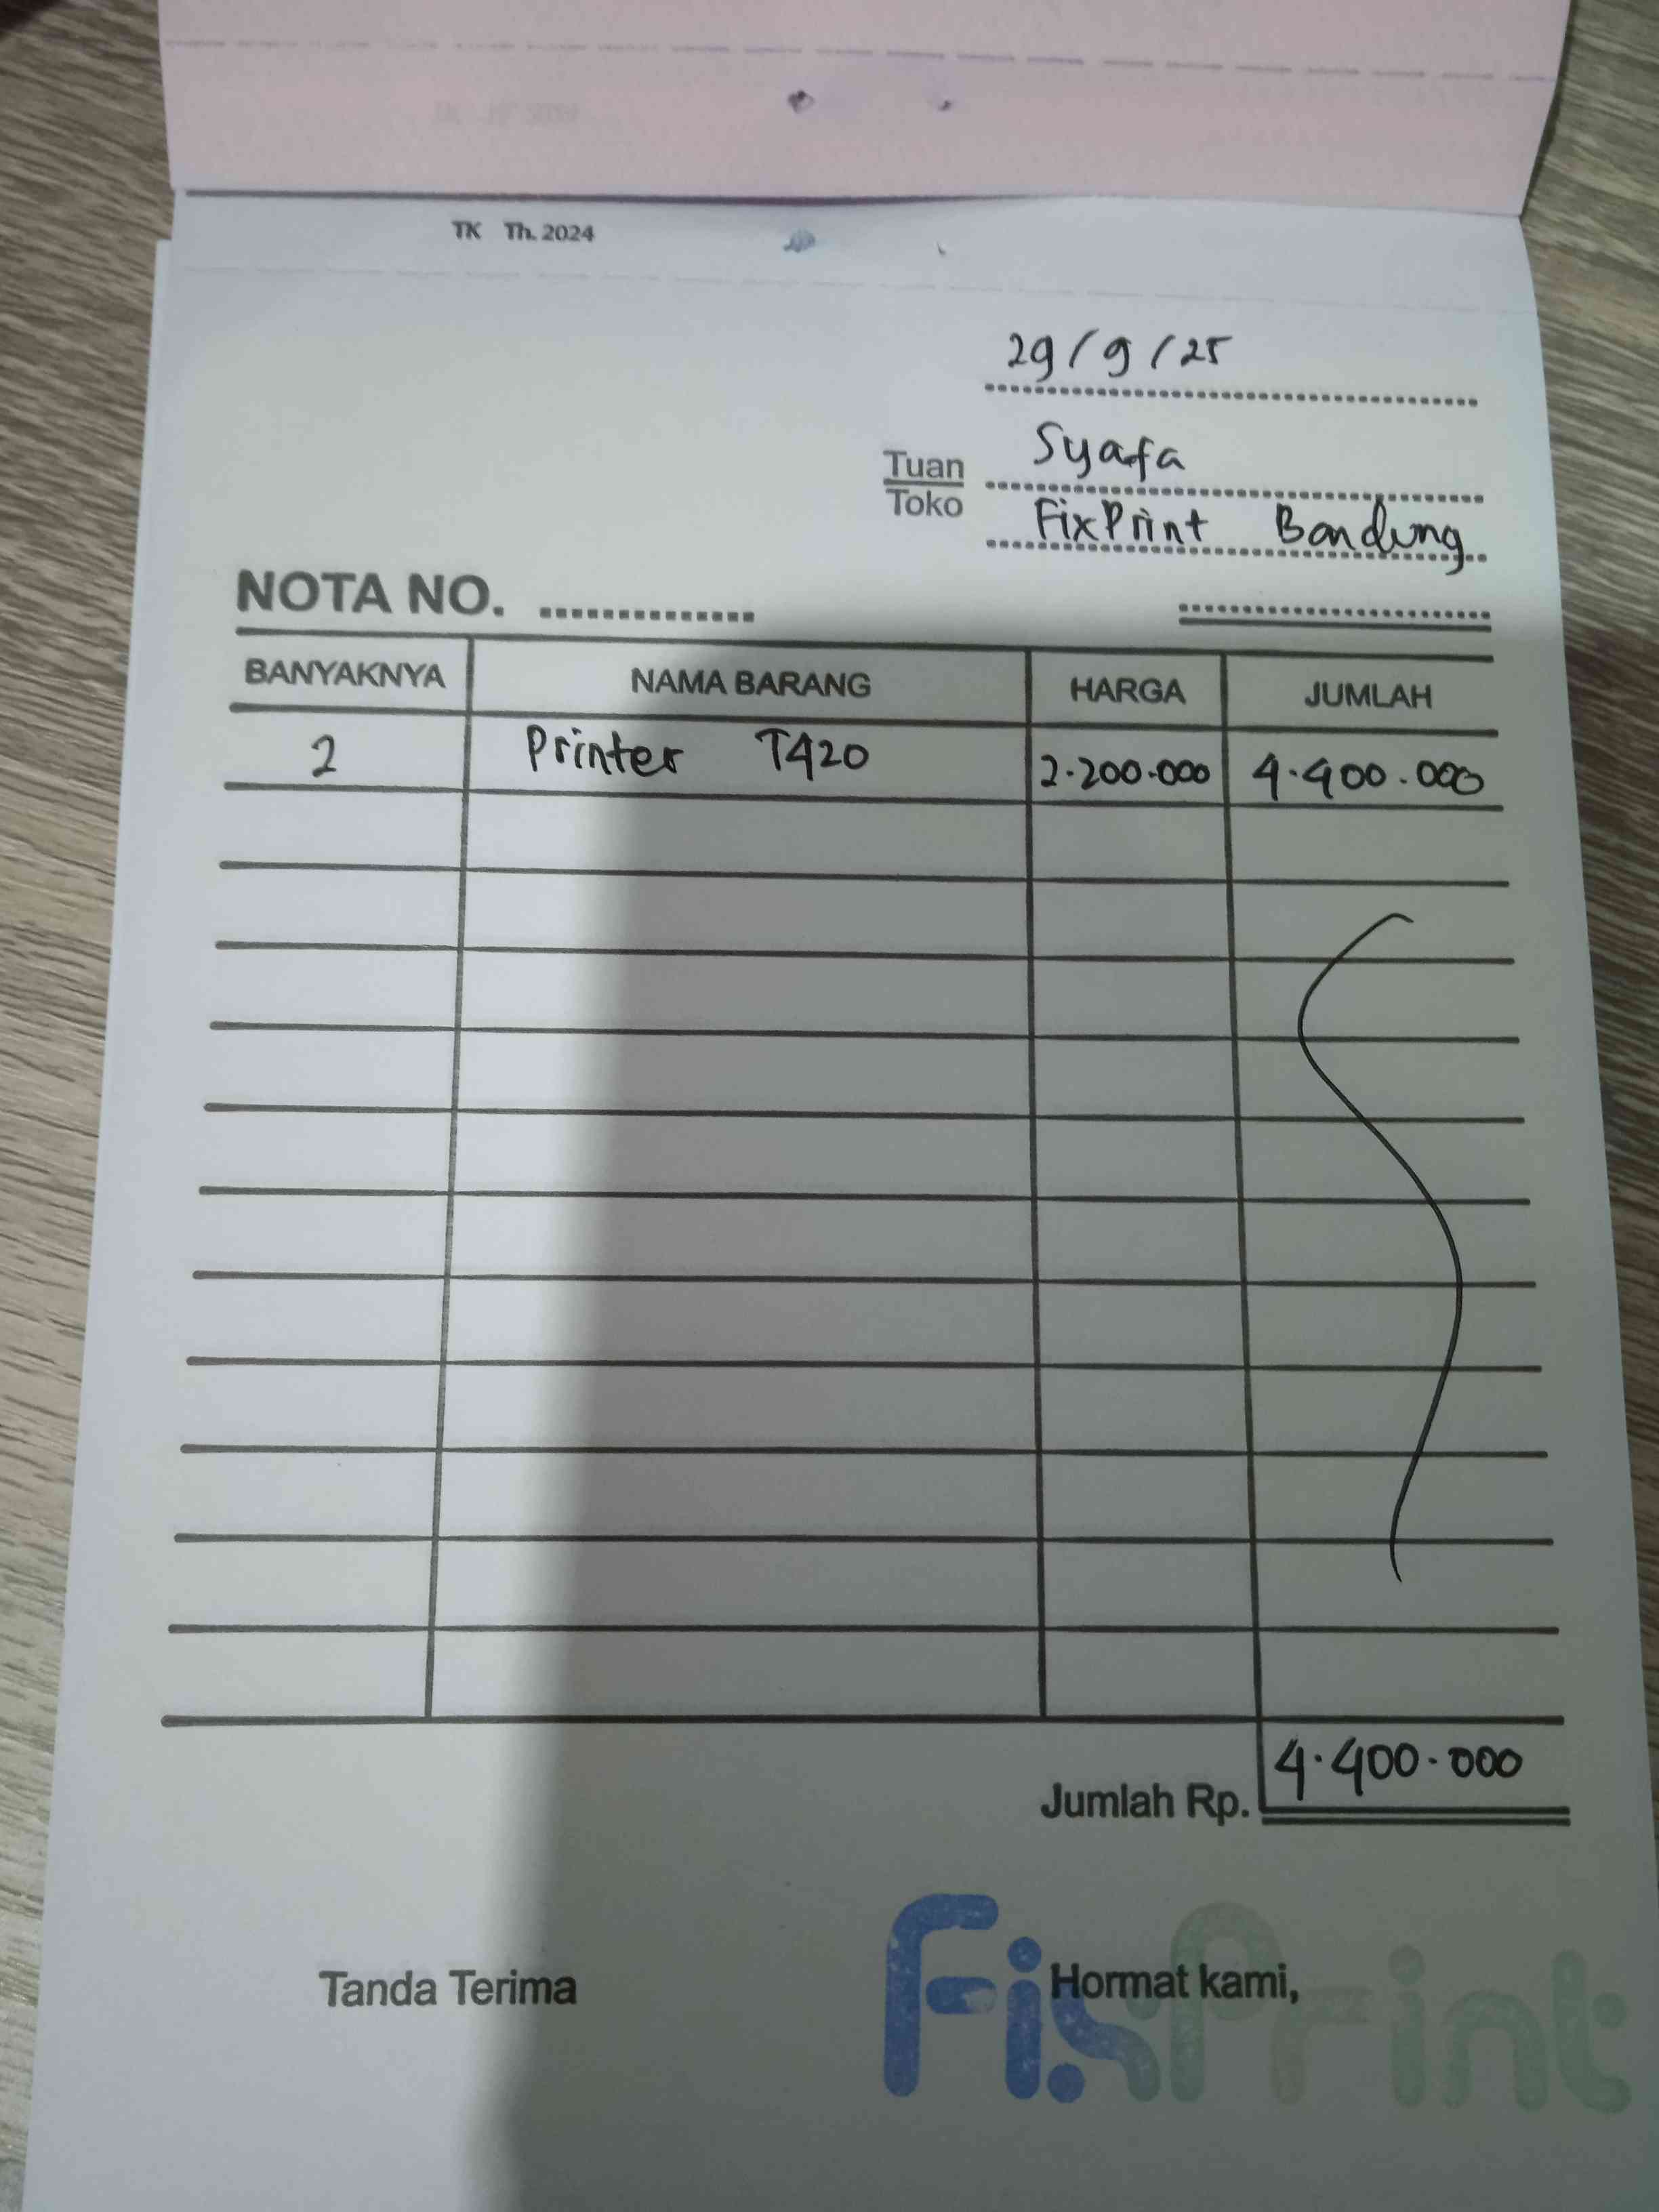 TK Th. 2024
29/9/25
Tuan Syafa
Toko FixPrint Bandung
NOTA NO. ..............
BANYAKNYA NAMA BARANG HARGA JUMLAH
2 Printer T420 2.200.000 4.400.000
Jumlah Rp. 4.400.000
Tanda Terima Hormat kami,
FixPrint